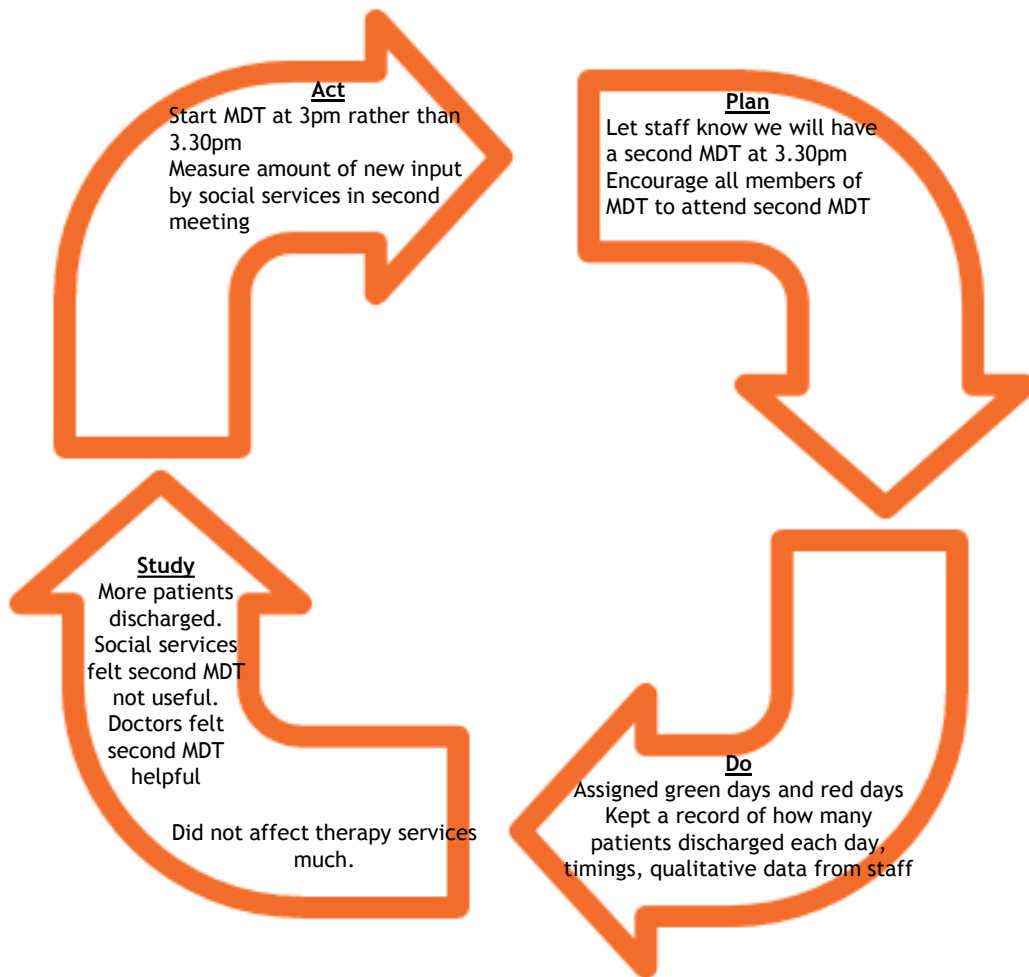 Act
Start MDT at 3pm rather than
3.30pm
Measure amount of new input
by social services in second
meeting
Plan
Let staff know we will have
a second MDT at 3.30pm
Encourage all members of
MDT to attend second MDT
Do
Assigned green days and red days
Kept a record of how many
patients discharged each day,
timings, qualitative data from staff
Study
More patients
discharged.
Social services
felt second MDT
not useful.
Doctors felt
second MDT
helpful
Did not affect therapy services
much.